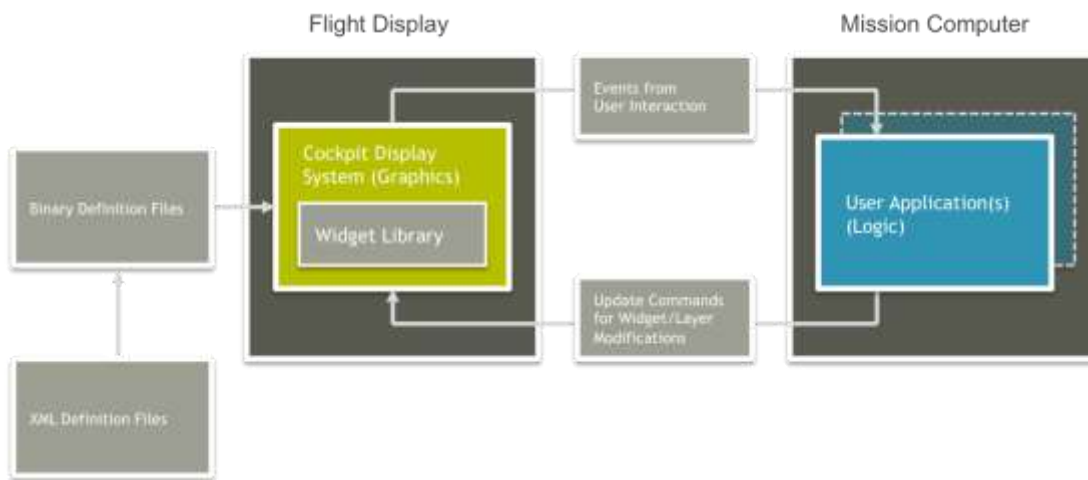 Flight Display
Mission Computer
Events from
User Interaction
Cockpit Display
System (Graphics)
Widget Library
Binary Definition Files
User Application(s)
(Logic)
Update Commands
for Widget/Layer
Modifications
XML Definition Files